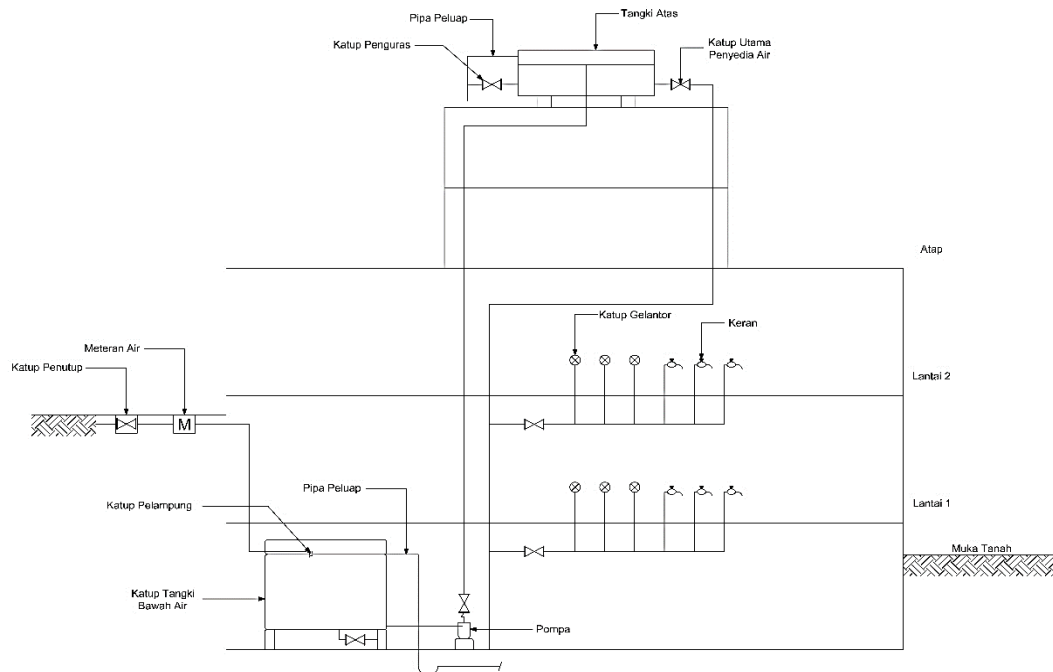 Pipa Peluap
Tangki Atas
Katup Penguras
Katup Utama
Penyedia Air
Atap
Katup Gelantor
Keran
Meteran Air
Katup Penutup
Lantai 2
M
Pipa Peluap
Katup Pelampung
Lantai 1
Muka Tanah
Katup Tangki
Bawah Air
Pompa